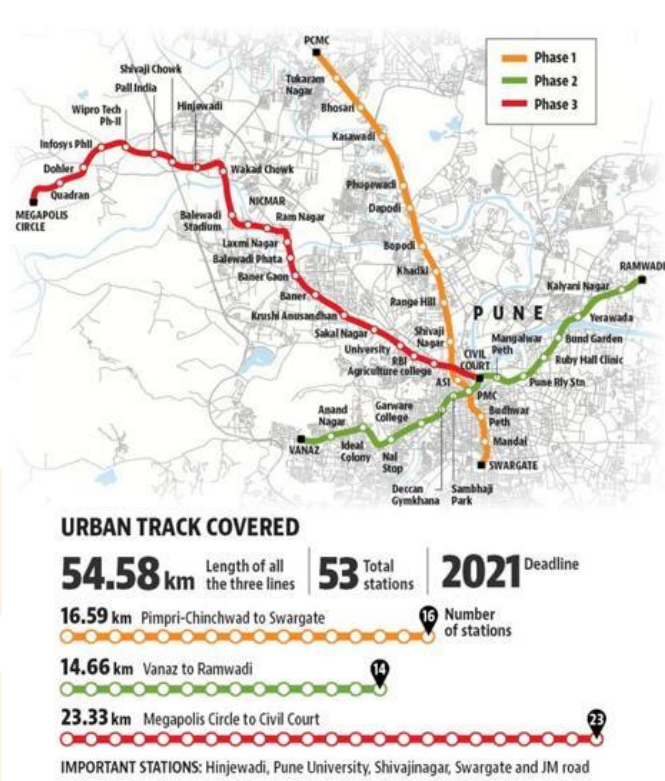 PCMC
Phase 1
Phase 2
Phase 3
Shivaji Chowk
Pall India
Wipro Tech
Ph-II
Hinjewadi
Tukaram
Nagar
Bhosari
Kasawadi
Infosys PhII
Dohler
Quadran
MEGAPOLIS
CIRCLE
Wakad Chowk
Phugewadi
NICMAR
Ram Nagar
Balewadi
Stadium
Dapodi
Laxmi Nagar
Balewadi Phata
Baner Gaon
Bopodi
Khadki
RAMWADI
Baner
Range Hill
Kalyani Nagar
PUNE
Krushi Anusandhan
Sakal Nagar
Shivaji
Nagar
Yerawada
University
RBI
Agriculture college
CIVIL
COURT
Mangalwar
Peth
Bund Garden
Ruby Hall Clinic
ASI
PMC
Pune Rly Stn
Anand
Nagar
Garware
College
Budhwar
Peth
VANAZ
Ideal
Colony
Nal
Stop
Mandai
SWARGATE
Deccan
Gymkhana
Sambhaji
Park
URBAN TRACK COVERED
54.58 km Length of all
the three lines
53 Total
stations
2021 Deadline
16.59 km Pimpri-Chinchwad to Swargate
16 Number
of stations
14.66 km Vanaz to Ramwadi
14
23.33 km Megapolis Circle to Civil Court
23
IMPORTANT STATIONS: Hinjewadi, Pune University, Shivajinagar, Swargate and JM road